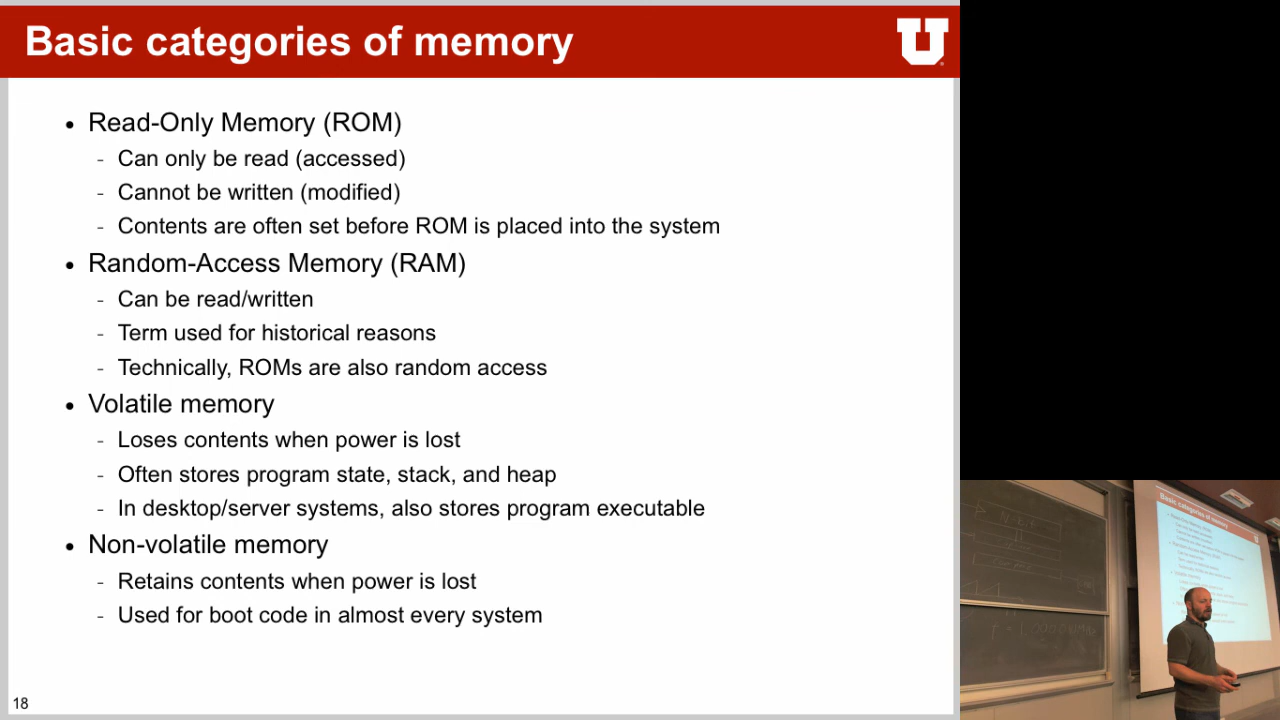 Basic categories of memory
U
• Read-Only Memory (ROM)
- Can only be read (accessed)
- Cannot be written (modified)
- Contents are often set before ROM is placed into the system
• Random-Access Memory (RAM)
- Can be read/written
- Term used for historical reasons
- Technically, ROMs are also random access
• Volatile memory
- Loses contents when power is lost
- Often stores program state, stack, and heap
- In desktop/server systems, also stores program executable
• Non-volatile memory
- Retains contents when power is lost
- Used for boot code in almost every system
18
Basic categories of memory